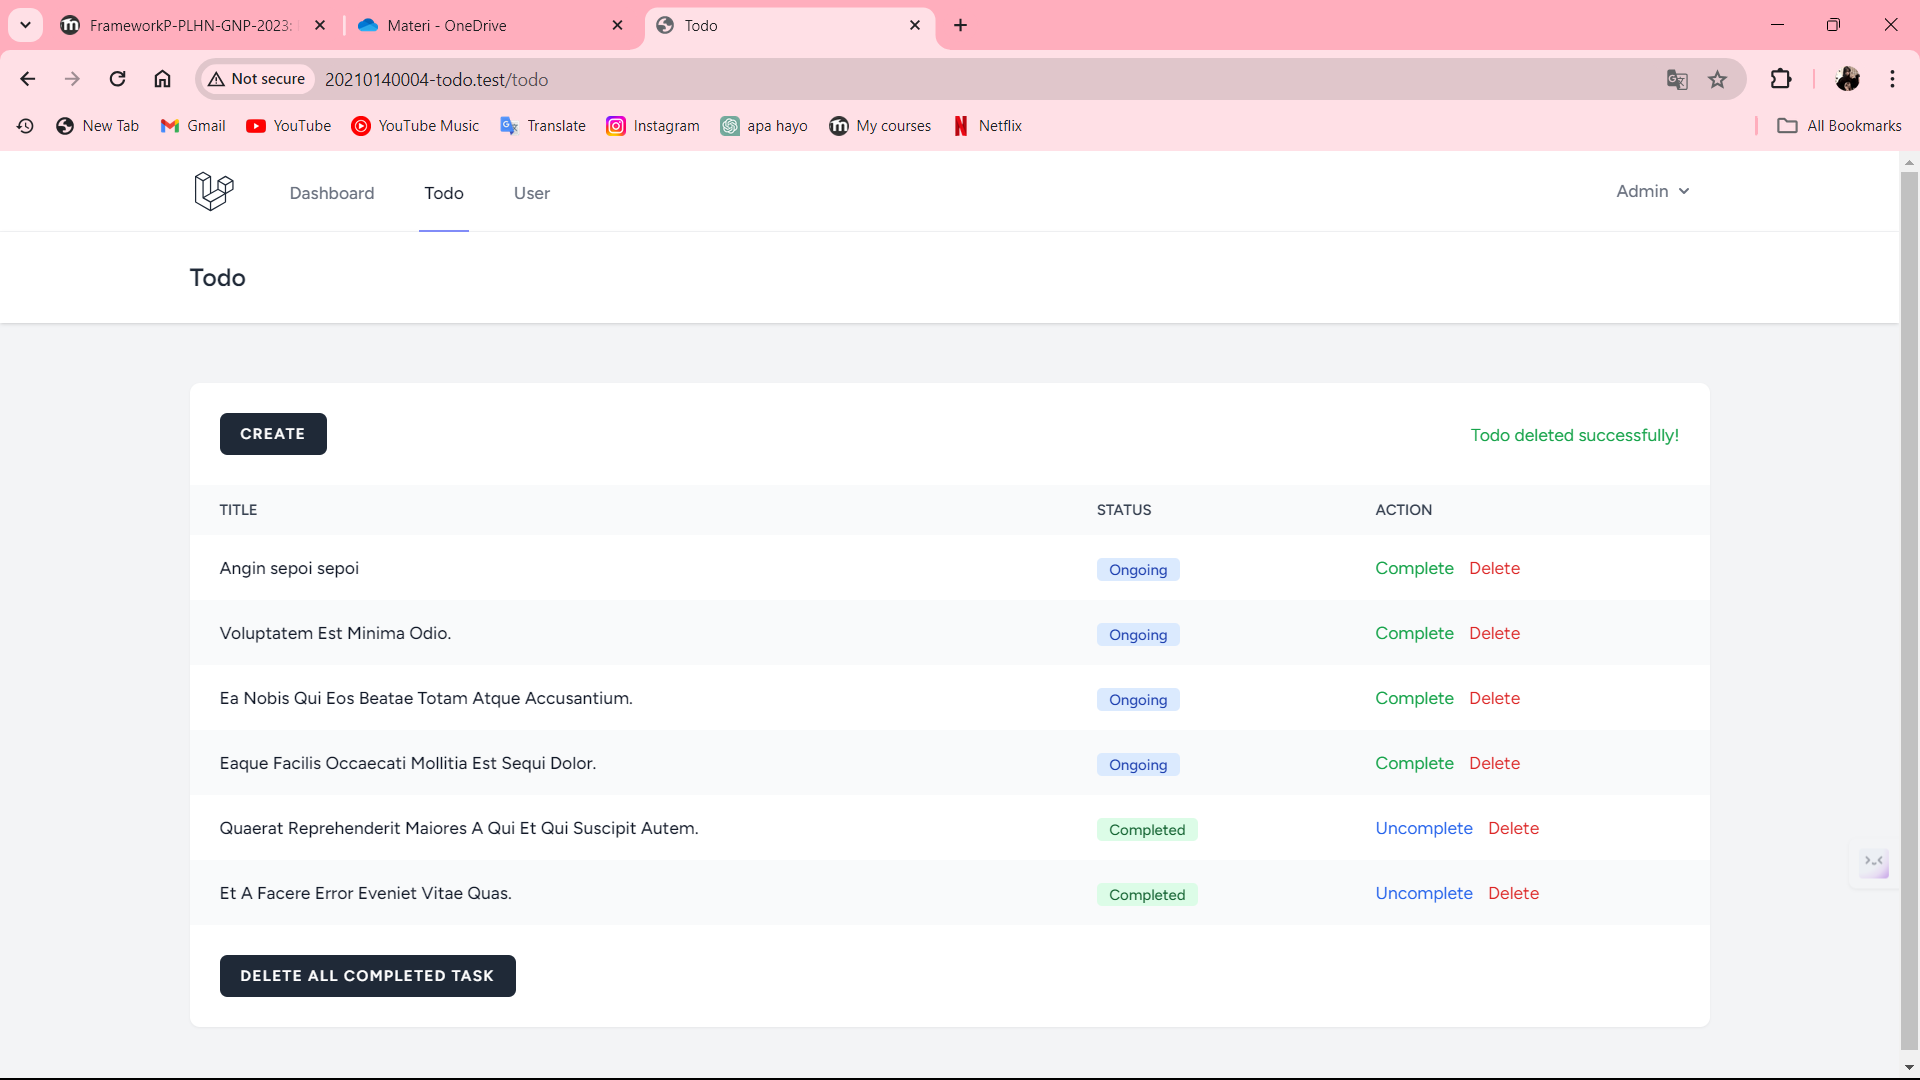 FrameworkP-PLHN-GNP-2023:
Materi - OneDrive
Todo
Not secure
20210140004-todo.test/todo
New Tab
Gmail
YouTube
YouTube Music
Translate
Instagram
apa hayo
My courses
Netflix
All Bookmarks
Dashboard
Todo
User
Admin
Todo
CREATE
Todo deleted successfully!
TITLE STATUS ACTION
Angin sepoi sepoi Ongoing Complete Delete
Voluptatem Est Minima Odio. Ongoing Complete Delete
Ea Nobis Qui Eos Beatae Totam Atque Accusantium. Ongoing Complete Delete
Eaque Facilis Occaecati Mollitia Est Sequi Dolor. Ongoing Complete Delete
Quaerat Reprehenderit Maiores A Qui Et Qui Suscipit Autem. Completed Uncomplete Delete
Et A Facere Error Eveniet Vitae Quas. Completed Uncomplete Delete
DELETE ALL COMPLETED TASK